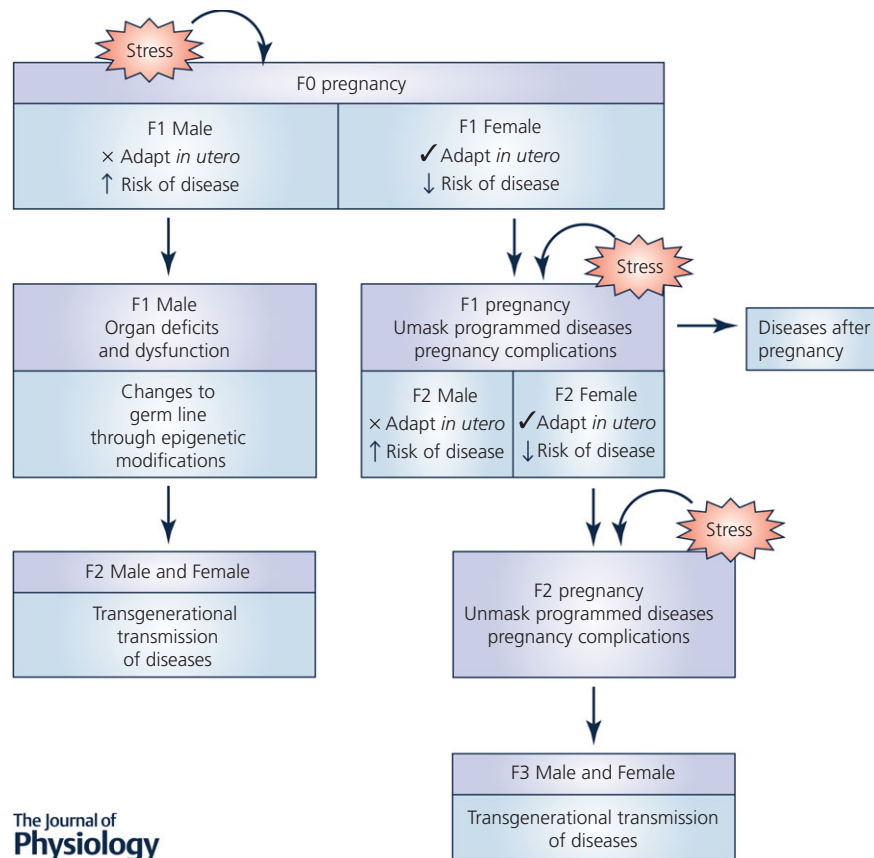 Stress
F0 pregnancy
F1 Male
× Adapt in utero
↑ Risk of disease
F1 Female
✓ Adapt in utero
↓ Risk of disease
F1 Male
Organ deficits
and dysfunction
Changes to
germ line
through epigenetic
modifications
F2 Male and Female
Transgenerational
transmission
of diseases
Stress
F1 pregnancy
Umask programmed diseases
pregnancy complications
Diseases after
pregnancy
F2 Male
× Adapt in utero
↑ Risk of disease
F2 Female
✓ Adapt in utero
↓ Risk of disease
Stress
F2 pregnancy
Unmask programmed diseases
pregnancy complications
F3 Male and Female
Transgenerational transmission
of diseases
The Journal of
Physiology